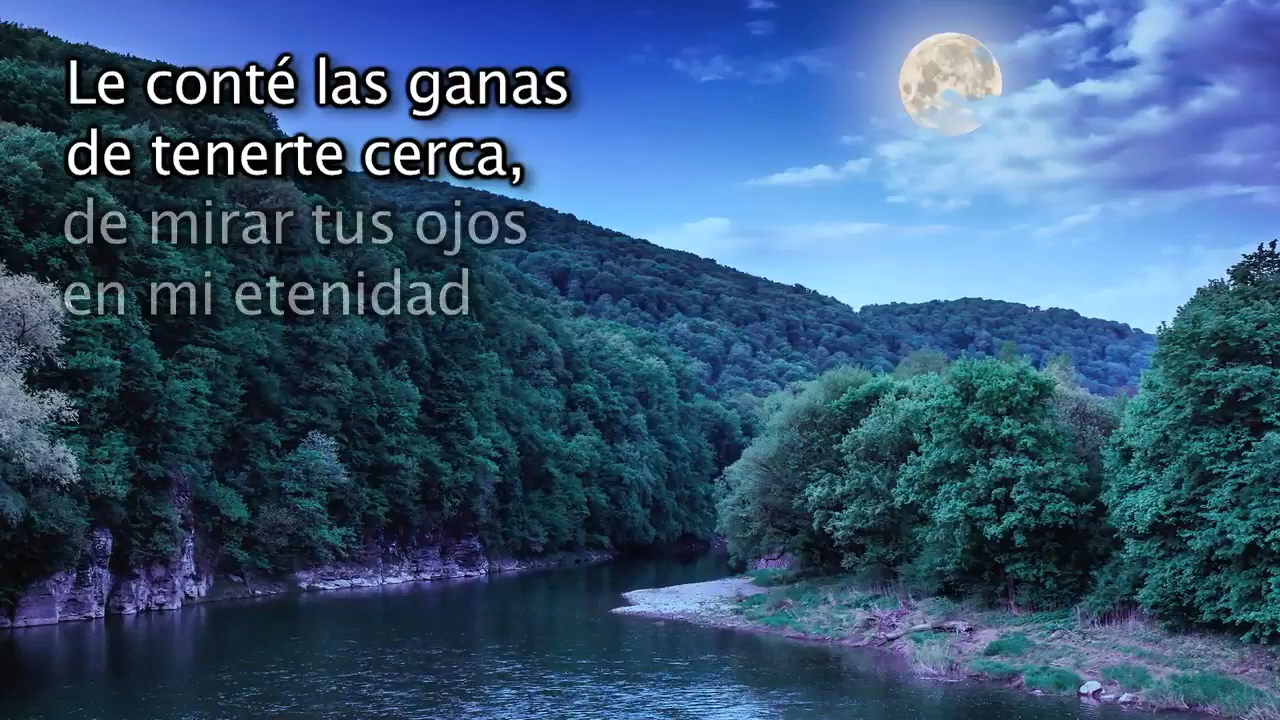 Le conté las ganas
de tenerte cerca,
de mirar tus ojos
en mi etenidad